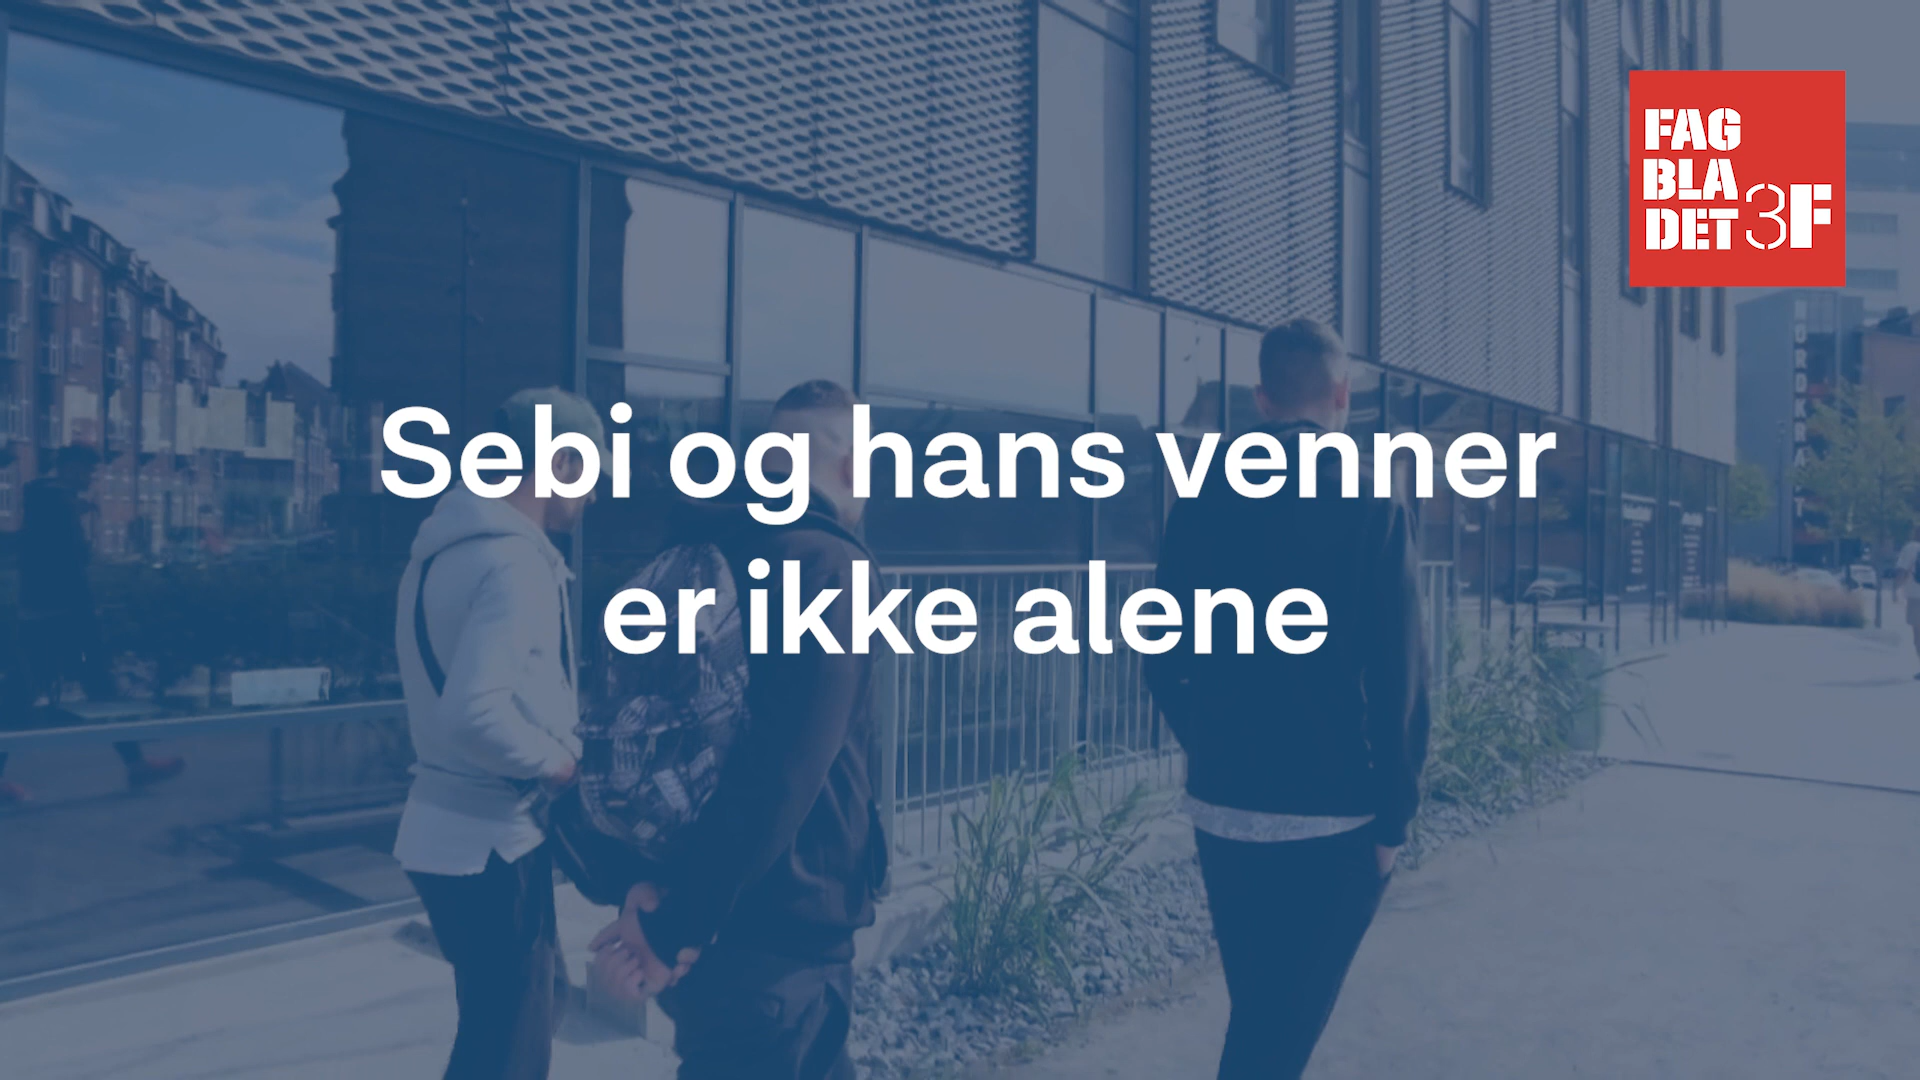 FAG
BLA
DET 3F
Sebi og hans venner
er ikke alene